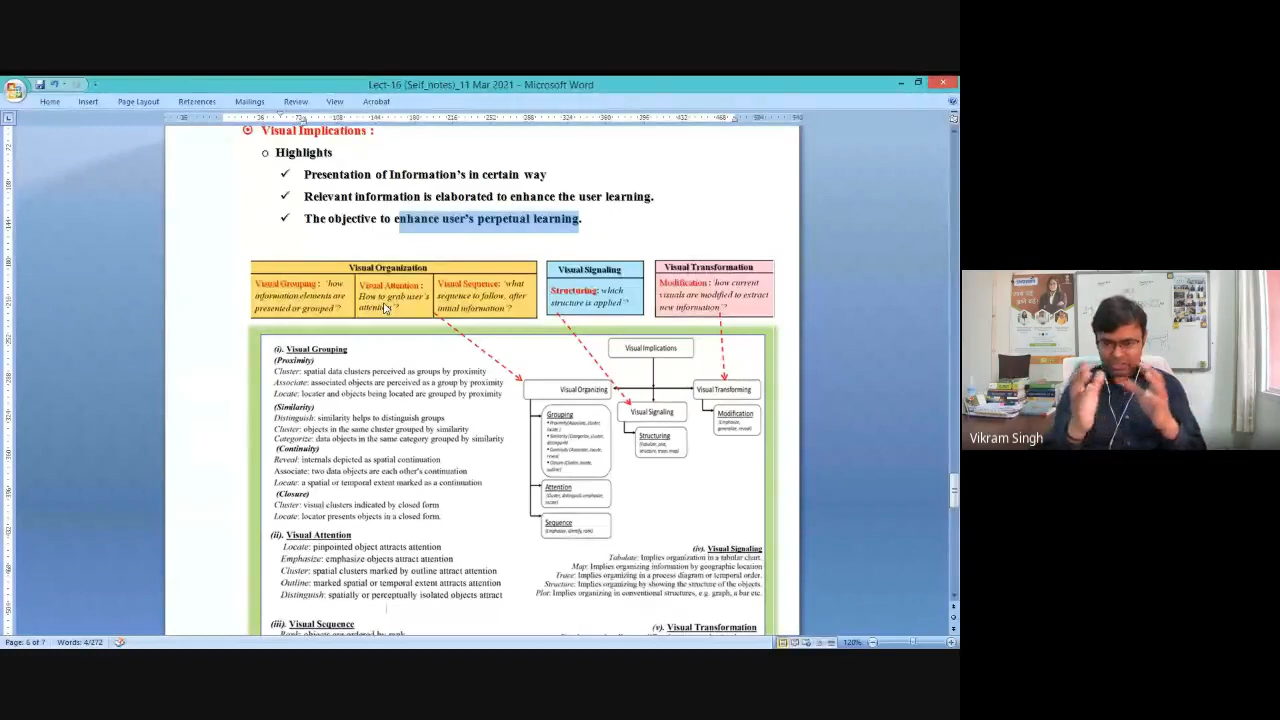 Lect-16 (Self_notes)_11 Mar 2021 - Microsoft Word
Home Insert Page Layout References Mailings Review View Acrobat
Visual Implications :
Highlights
Presentation of Information's in certain way
Relevant information is elaborated to enhance the user learning.
The objective to enhance user's perpetual learning.
Visual Organization
Visual Grouping: 'how
information elements are
presented or grouped'?
Visual Attention :
How to grab user's
attention'?
Visual Sequence: 'what
sequence to follow, after
initial information'?
Visual Signaling
Structuring: which
structure is applied'?
Visual Transformation
Modification: 'how current
visuals are modified to extract
new information'?
(i). Visual Grouping
(Proximity)
Cluster: spatial data clusters perceived as groups by proximity
Associate: associated objects are perceived as a group by proximity
Locate: locater and objects being located are grouped by proximity
(Similarity)
Distinguish: similarity helps to distinguish groups
Cluster: objects in the same cluster grouped by similarity
Categorize: data objects in the same category grouped by similarity
(Continuity)
Reveal: internals depicted as spatial continuation
Associate: two data objects are each other's continuation
Locate: a spatial or temporal extent marked as a continuation
(Closure)
Cluster: visual clusters indicated by closed form
Locate: locator presents objects in a closed form.
(ii). Visual Attention
Locate: pinpointed object attracts attention
Emphasize: emphasize objects attract attention
Cluster: spatial clusters marked by outline attract attention
Outline: marked spatial or temporal extent attracts attention
Distinguish: spatially or perceptually isolated objects attract
(iii). Visual Sequence
Rank: objects are ordered by rank
Visual Implications
Visual Organizing
Visual Signaling
Visual Transforming
Grouping
Attention
Sequence
Structuring
Modification
(Emphasize,
generalize, reveal)
(iv). Visual Signaling
Tabulate: Implies organization in a tabular chart.
Map: Implies organizing information by geographic location
Trace: Implies organizing in a process diagram or temporal order.
Structure: Implies organizing by showing the structure of the objects.
Plor: Implies organizing in conventional structures, e.g. graph, a bar etc.
(v). Visual Transformation
Page: 6 of 7 Words: 4/272 120%
Vikram Singh